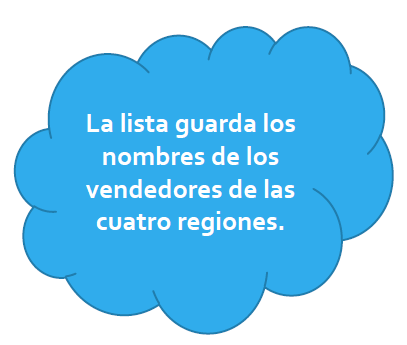 La lista guarda los
nombres de los
vendedores de las
cuatro regiones.